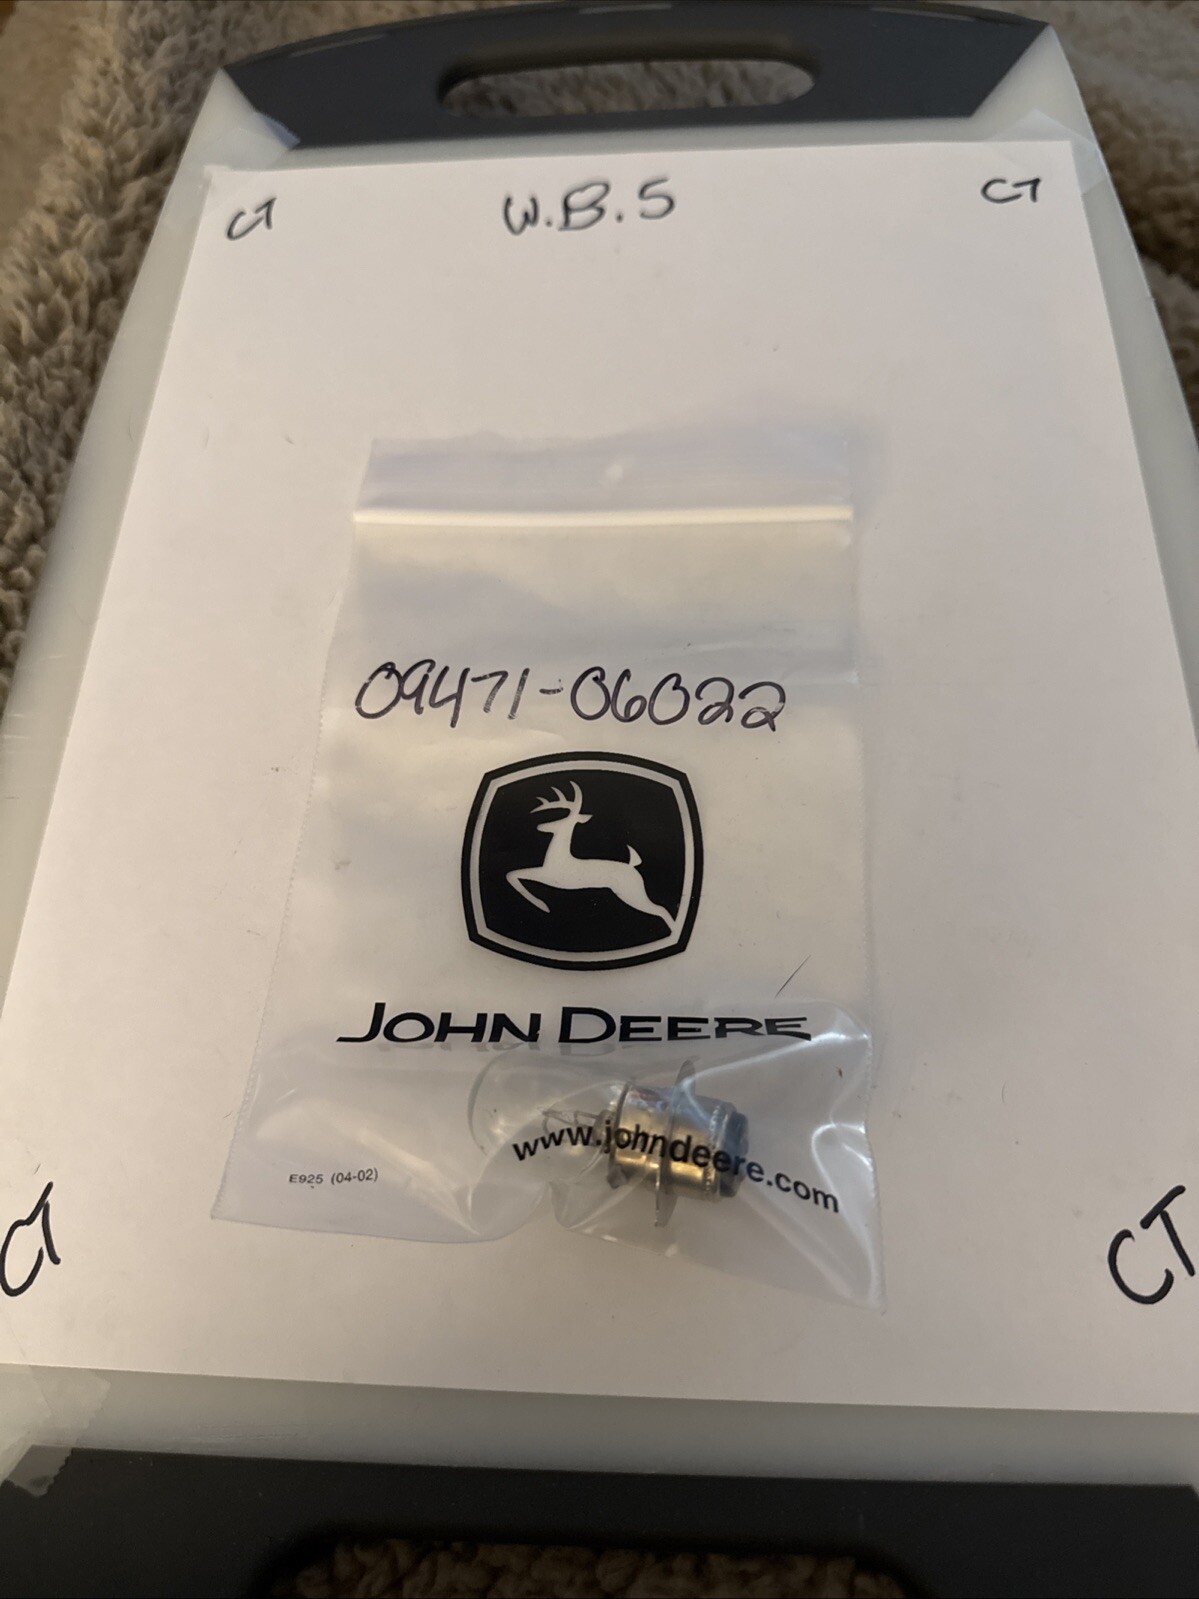 CT W.B.S CT
09471-06022
JOHN DEERE
www.johndeere.com
E925 (04-02)
CT CT